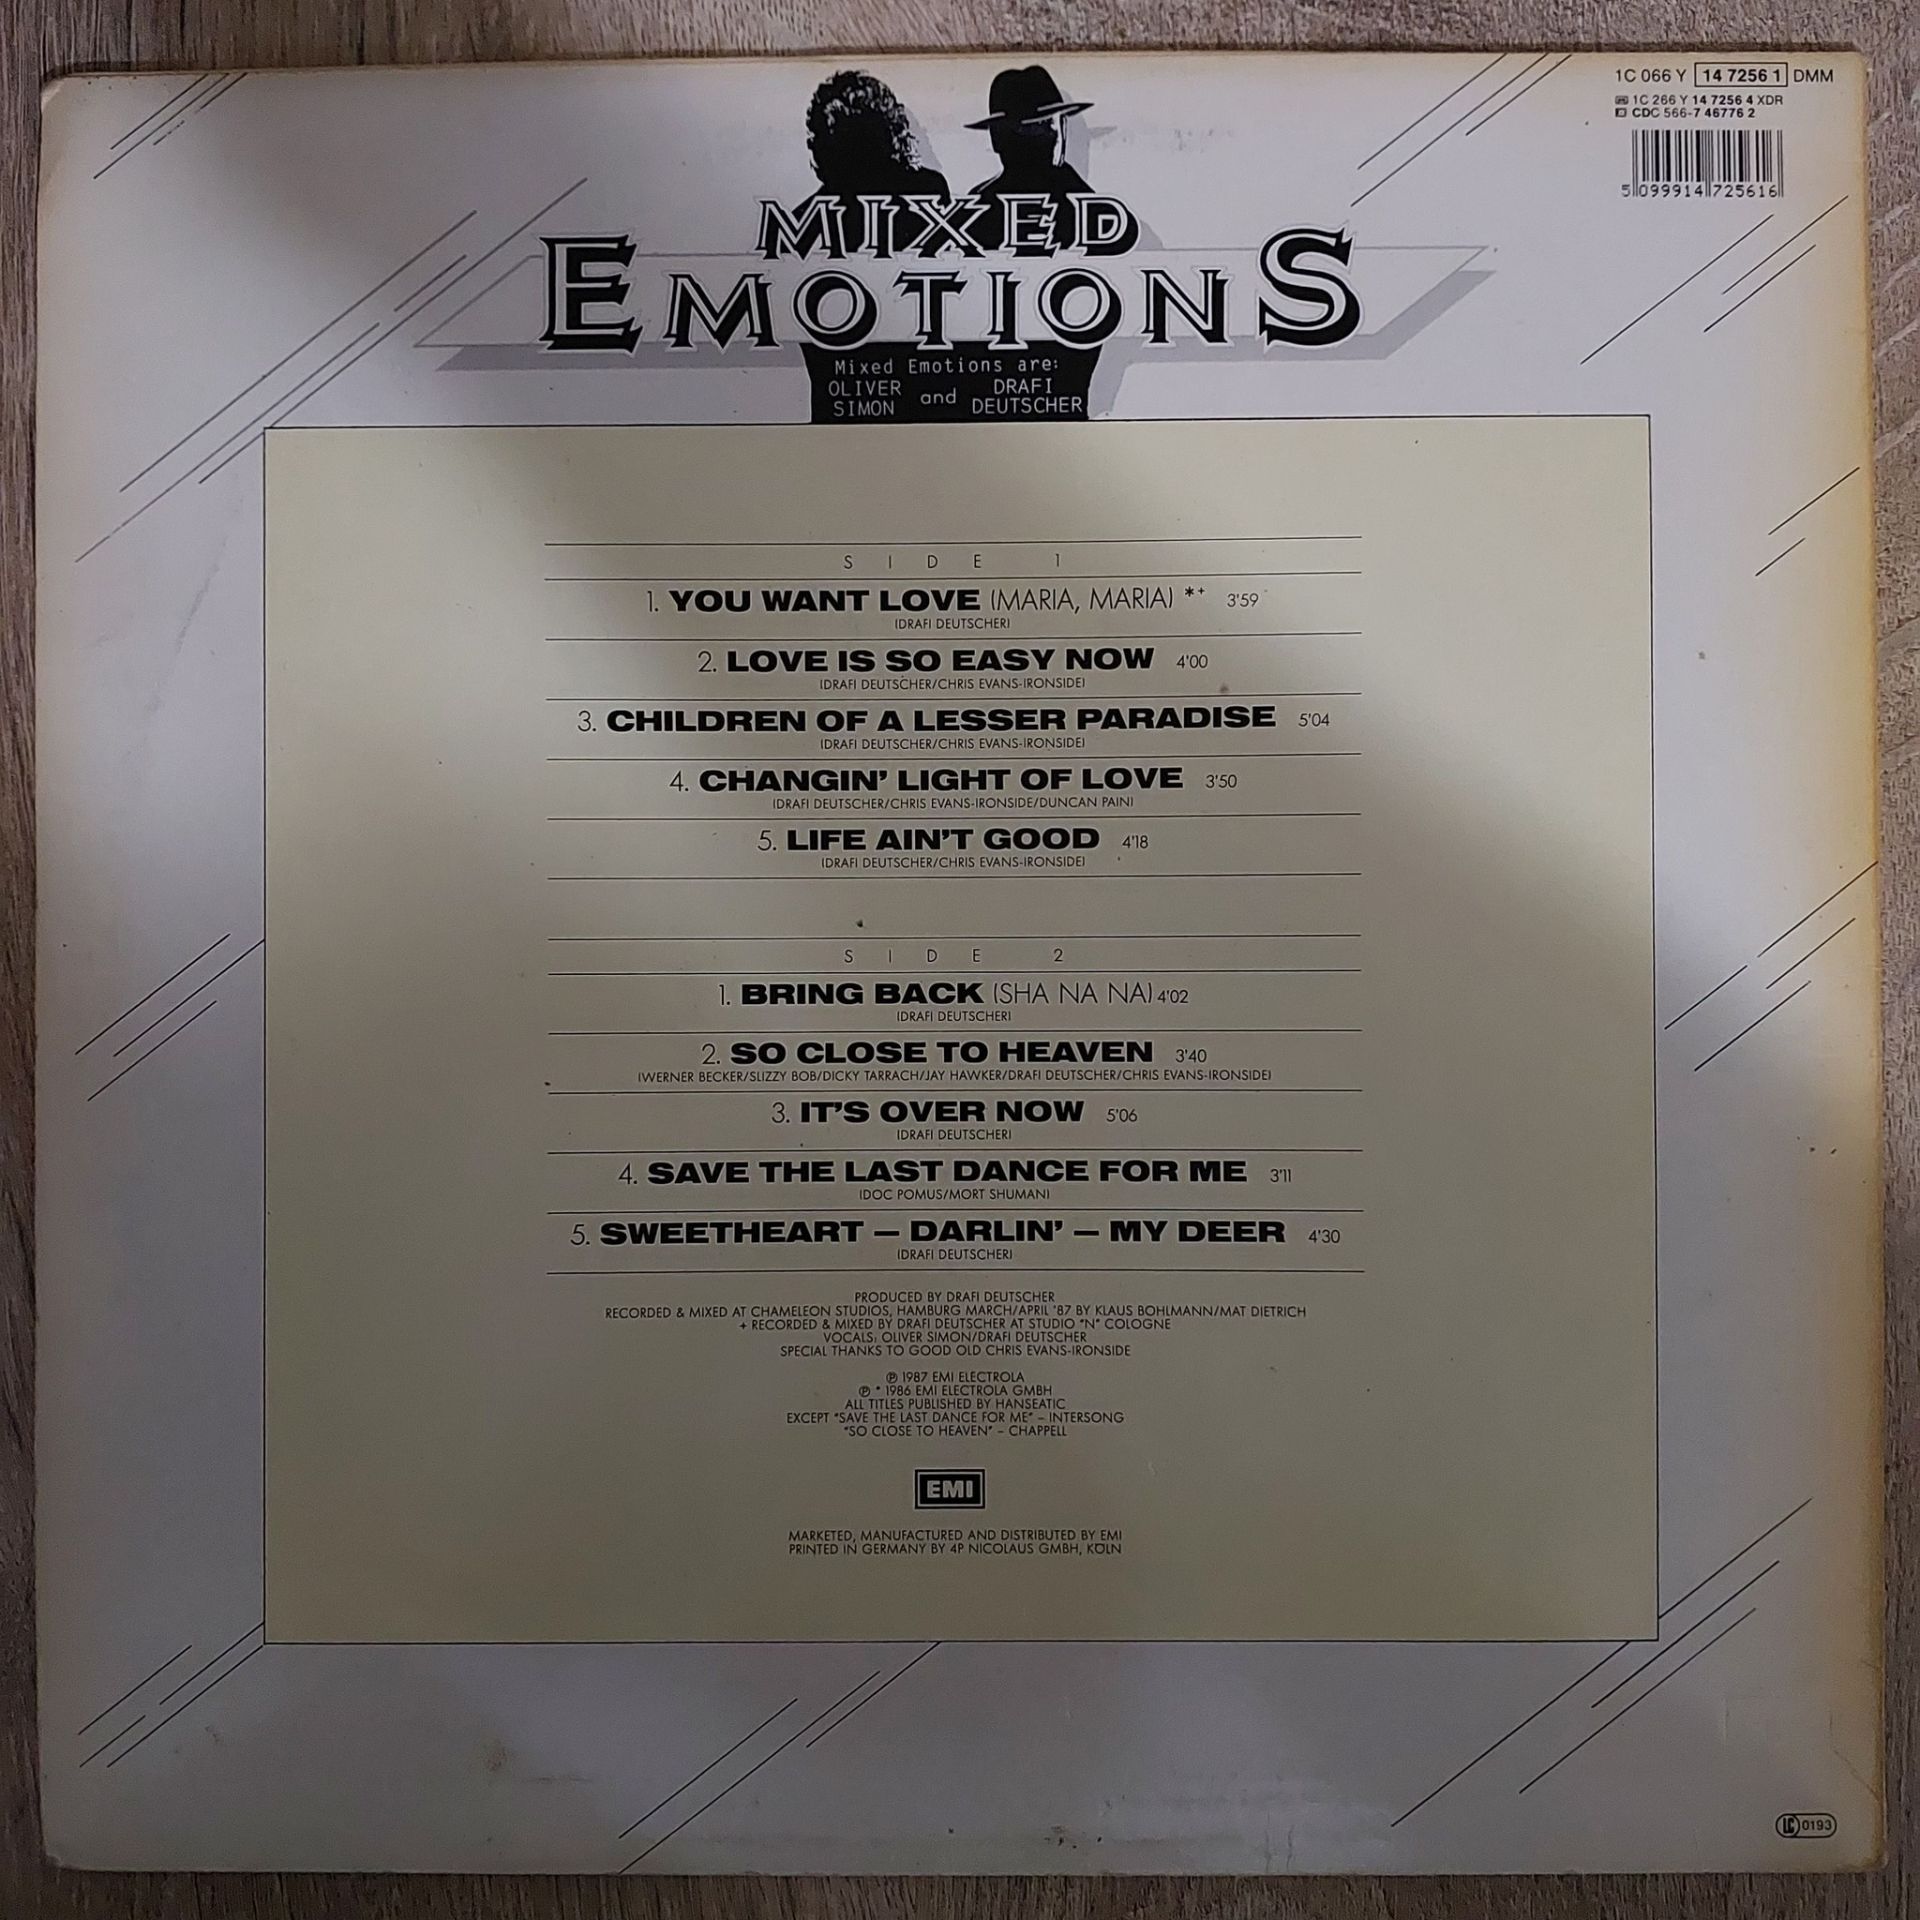 1C 066 Y 14 7256 1 DMM
1C 266 Y 14 7256 4 XDR
CDC 566-7 46776 2
5 099914 725616
MIXED
EMOTIONS
Mixed Emotions are:
OLIVER SIMON and DRAFI DEUTSCHER
SIDE 1
1. YOU WANT LOVE (MARIA, MARIA) *+ 3'59
(DRAFI DEUTSCHER)
2. LOVE IS SO EASY NOW 4'00
(DRAFI DEUTSCHER/CHRIS EVANS-IRONSIDE)
3. CHILDREN OF A LESSER PARADISE 5'04
(DRAFI DEUTSCHER/CHRIS EVANS-IRONSIDE)
4. CHANGIN' LIGHT OF LOVE 3'50
(DRAFI DEUTSCHER/CHRIS EVANS-IRONSIDE/DUNCAN PAIN)
5. LIFE AIN'T GOOD 4'18
(DRAFI DEUTSCHER/CHRIS EVANS-IRONSIDE)
SIDE 2
1. BRING BACK (SHA NA NA) 4'02
(DRAFI DEUTSCHER)
2. SO CLOSE TO HEAVEN 3'40
(WERNER BECKER/SLIZZY BOB/DICKY TARRACH/JAY HAWKER/DRAFI DEUTSCHER/CHRIS EVANS-IRONSIDE)
3. IT'S OVER NOW 5'06
(DRAFI DEUTSCHER)
4. SAVE THE LAST DANCE FOR ME 3'11
(DOC POMUS/MORT SHUMAN)
5. SWEETHEART – DARLIN' – MY DEER 4'30
(DRAFI DEUTSCHER)
PRODUCED BY DRAFI DEUTSCHER
RECORDED & MIXED AT CHAMELEON STUDIOS, HAMBURG MARCH/APRIL '87 BY KLAUS BOHLMANN/MAT DIETRICH
+ RECORDED & MIXED BY DRAFI DEUTSCHER AT STUDIO "N" COLOGNE
VOCALS: OLIVER SIMON/DRAFI DEUTSCHER
SPECIAL THANKS TO GOOD OLD CHRIS EVANS-IRONSIDE
℗ 1987 EMI ELECTROLA
℗ * 1986 EMI ELECTROLA GMBH
ALL TITLES PUBLISHED BY HANSEATIC
EXCEPT "SAVE THE LAST DANCE FOR ME" – INTERSONG
"SO CLOSE TO HEAVEN" – CHAPPELL
EMI
MARKETED, MANUFACTURED AND DISTRIBUTED BY EMI
PRINTED IN GERMANY BY 4P NICOLAUS GMBH, KÖLN
LC 0193